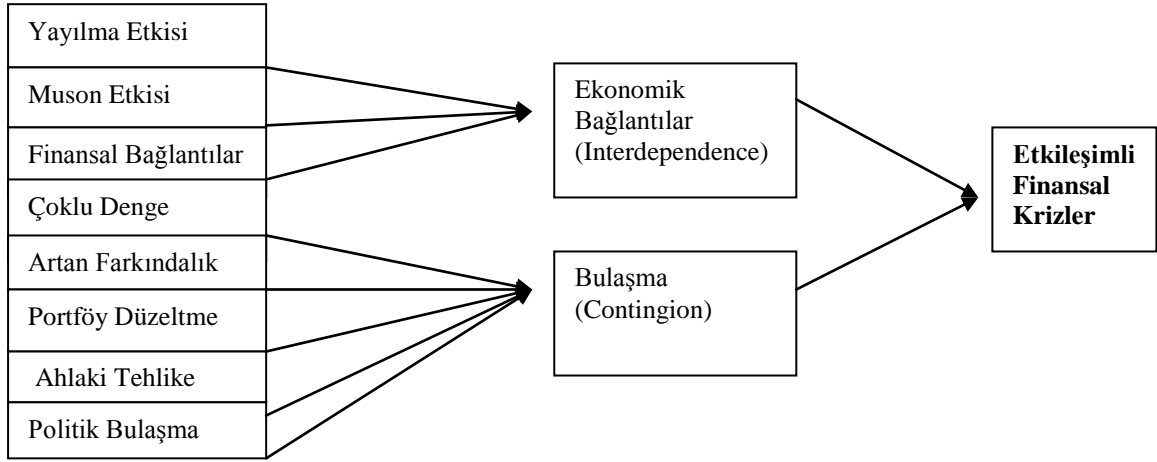 Yayılma Etkisi
Muson Etkisi
Finansal Bağlantılar
Çoklu Denge
Artan Farkındalık
Portföy Düzeltme
Ahlaki Tehlike
Politik Bulaşma
Ekonomik
Bağlantılar
(Interdependence)
Bulaşma
(Contingion)
Etkileşimli
Finansal
Krizler